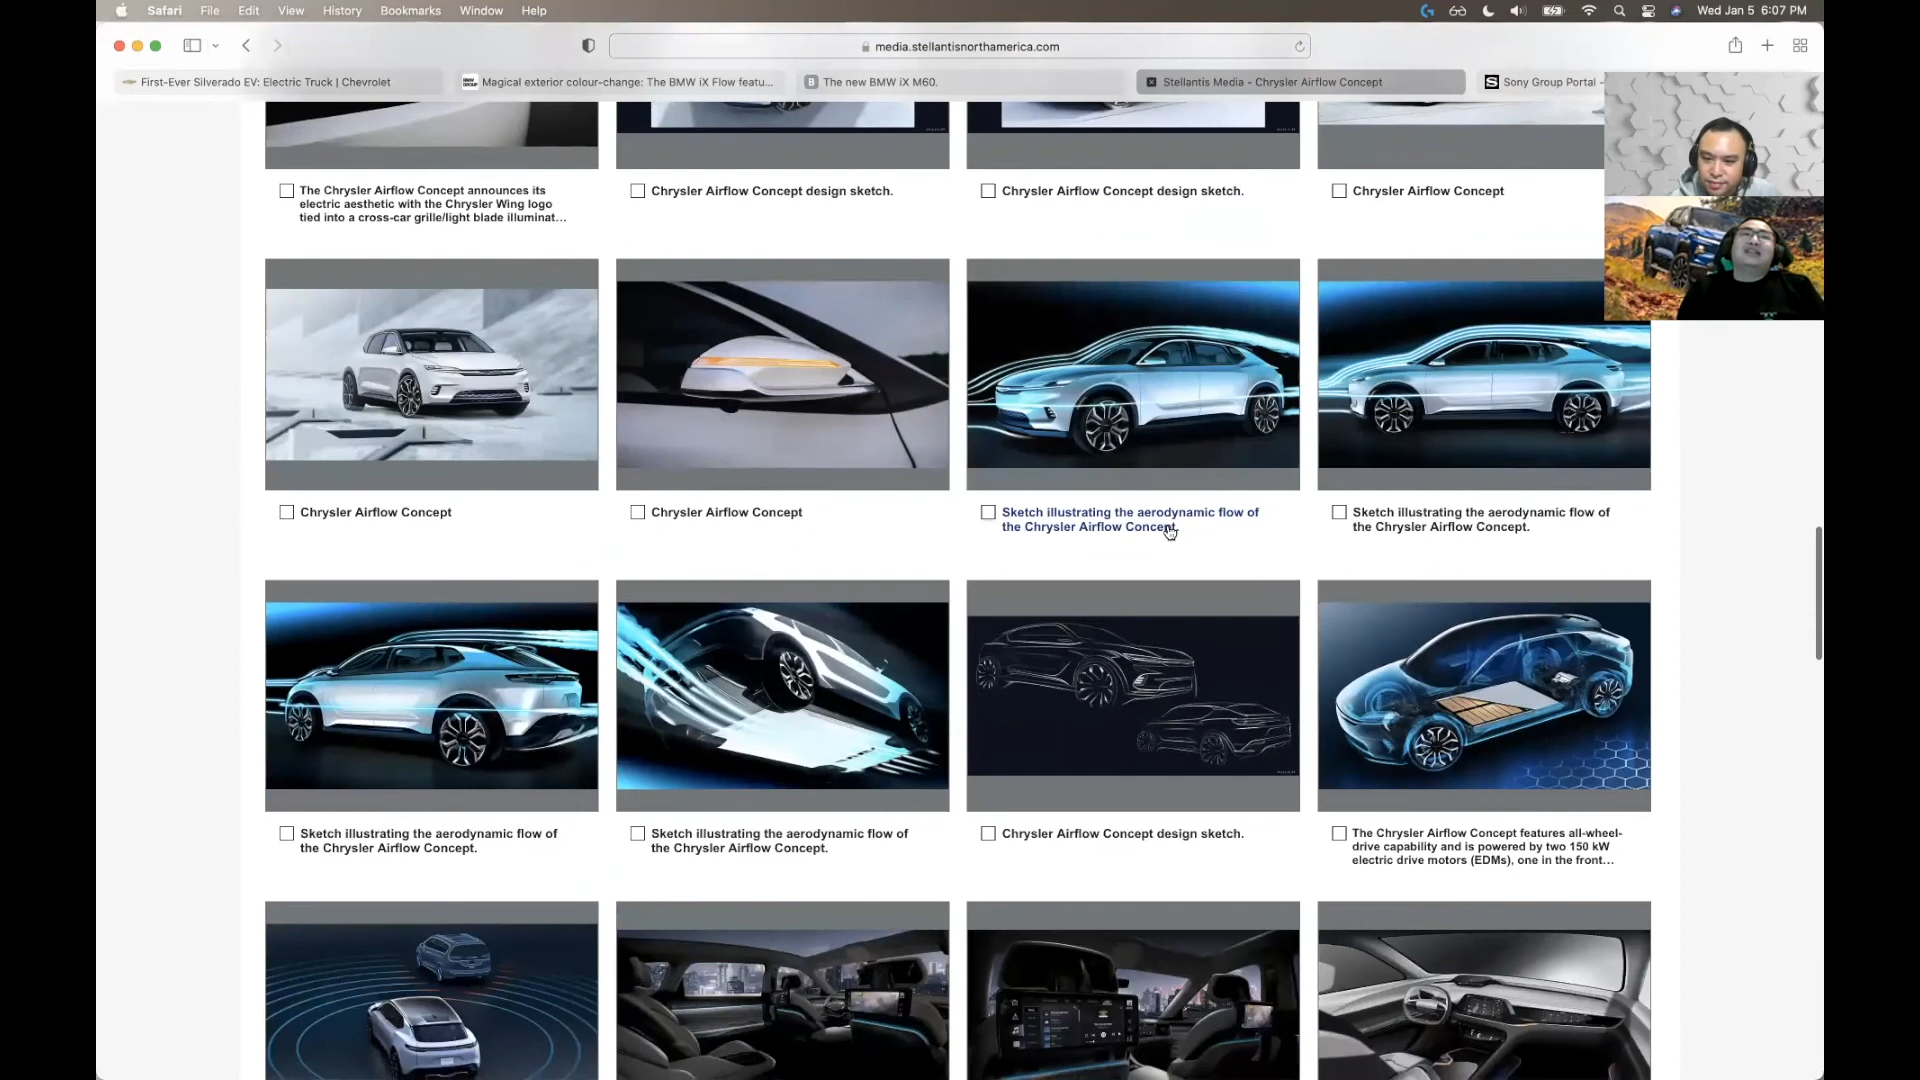 Safari File Edit View History Bookmarks Window Help
Wed Jan 5 6:07 PM
media.stellantisnorthamerica.com
First-Ever Silverado EV: Electric Truck | Chevrolet
Magical exterior colour-change: The BMW iX Flow featu...
The new BMW iX M60.
Stellantis Media - Chrysler Airflow Concept
Sony Group Portal -
The Chrysler Airflow Concept announces its
electric aesthetic with the Chrysler Wing logo
tied into a cross-car grille/light blade illuminat...
Chrysler Airflow Concept design sketch.
Chrysler Airflow Concept design sketch.
Chrysler Airflow Concept
Chrysler Airflow Concept
Chrysler Airflow Concept
Sketch illustrating the aerodynamic flow of
the Chrysler Airflow Concept.
Sketch illustrating the aerodynamic flow of
the Chrysler Airflow Concept.
Sketch illustrating the aerodynamic flow of
the Chrysler Airflow Concept.
Sketch illustrating the aerodynamic flow of
the Chrysler Airflow Concept.
Chrysler Airflow Concept design sketch.
The Chrysler Airflow Concept features all-wheel-
drive capability and is powered by two 150 kW
electric drive motors (EDMs), one in the front...